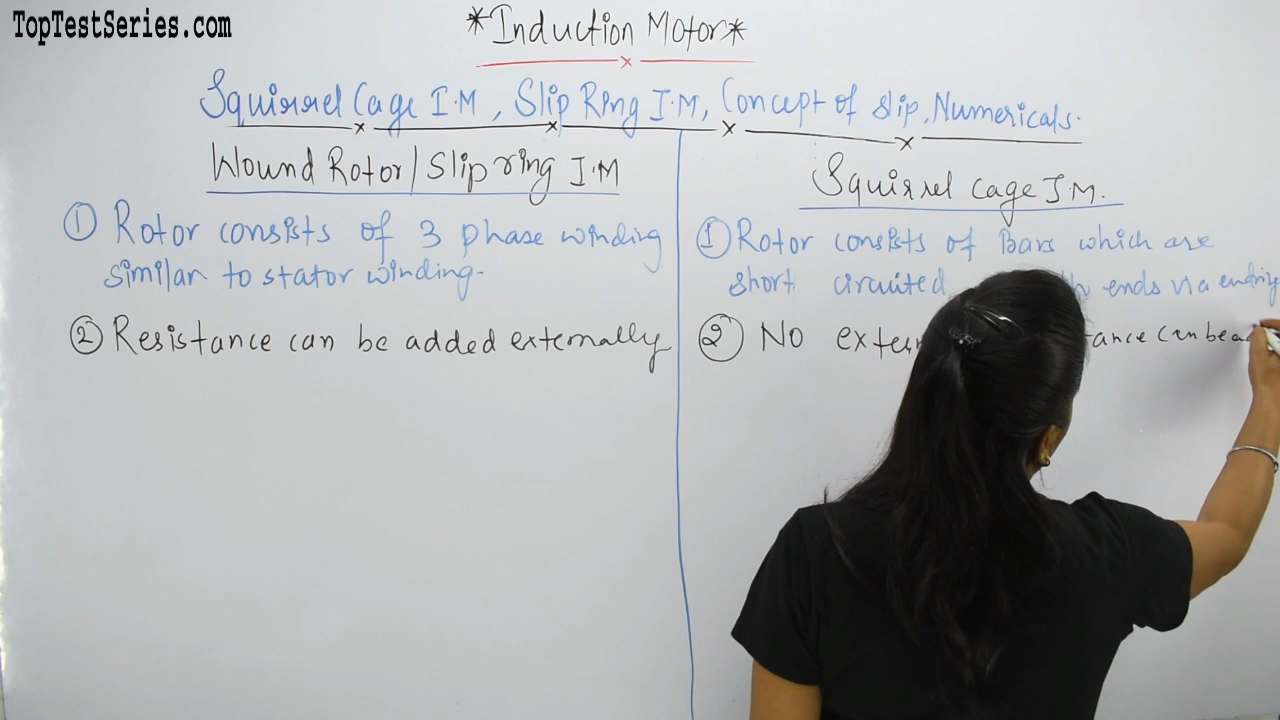 TopTestSeries.com
*Induction Motor*
Squirrel Cage I.M , Slip Ring I.M, Concept of slip, Numericals.
Wound Rotor/Slip ring I.M
① Rotor consists of 3 phase winding
similar to stator winding-
② Resistance can be added externally
Squirrel cage I.M.
① Rotor consists of Bars which are
short circuited ends via
② No can be